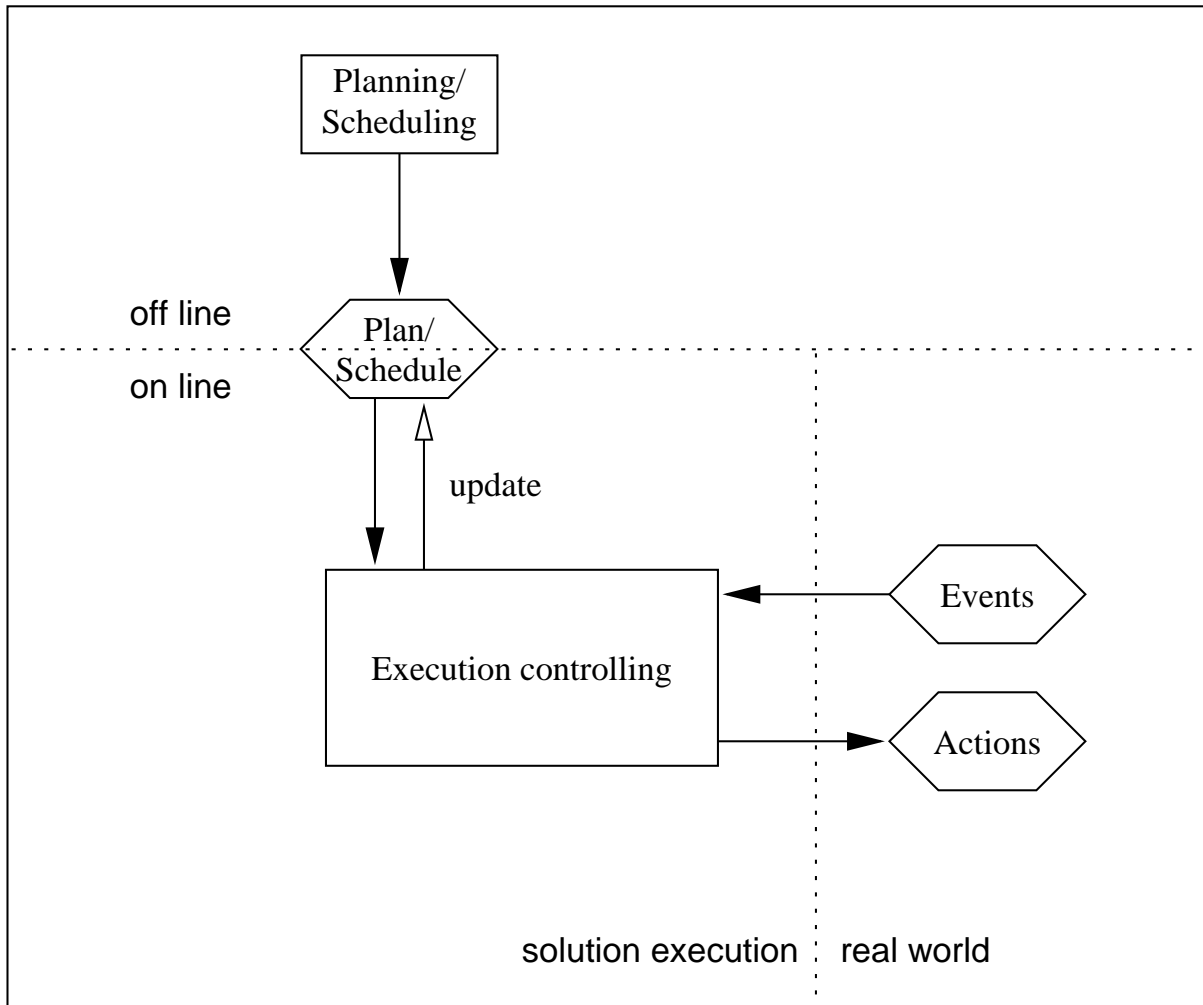 Planning/
Scheduling
off line
Plan/
Schedule
on line
update
Events
Execution controlling
Actions
solution execution
real world